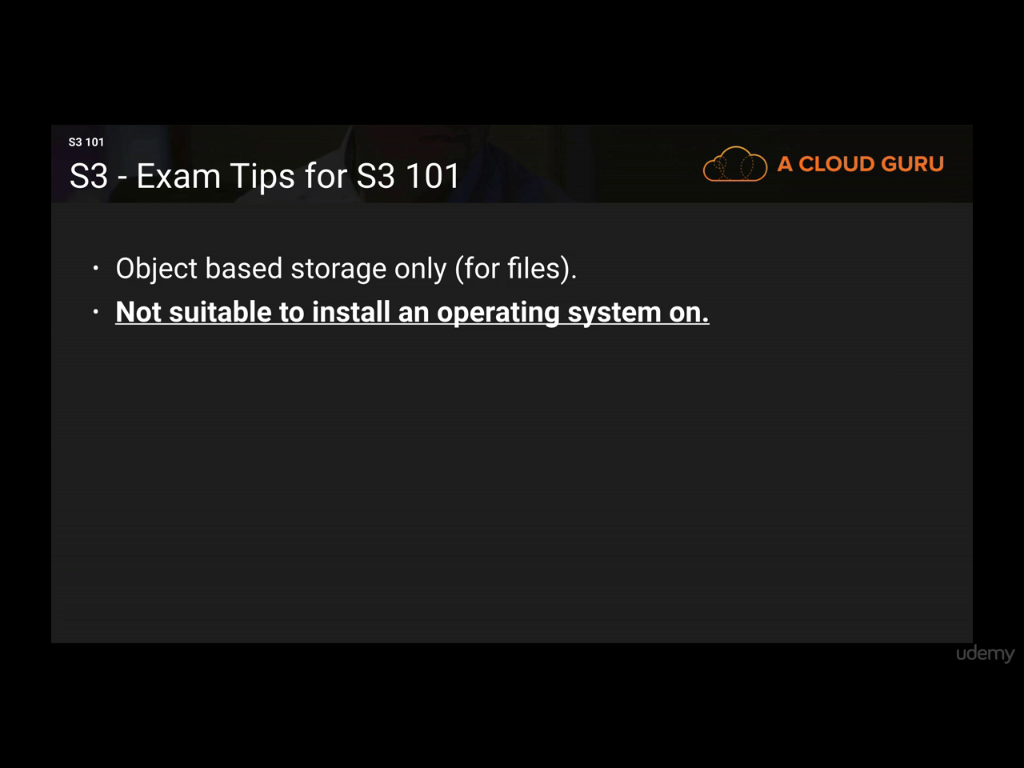 S3 101
S3 - Exam Tips for S3 101
A CLOUD GURU
· Object based storage only (for files).
· Not suitable to install an operating system on.
udemy